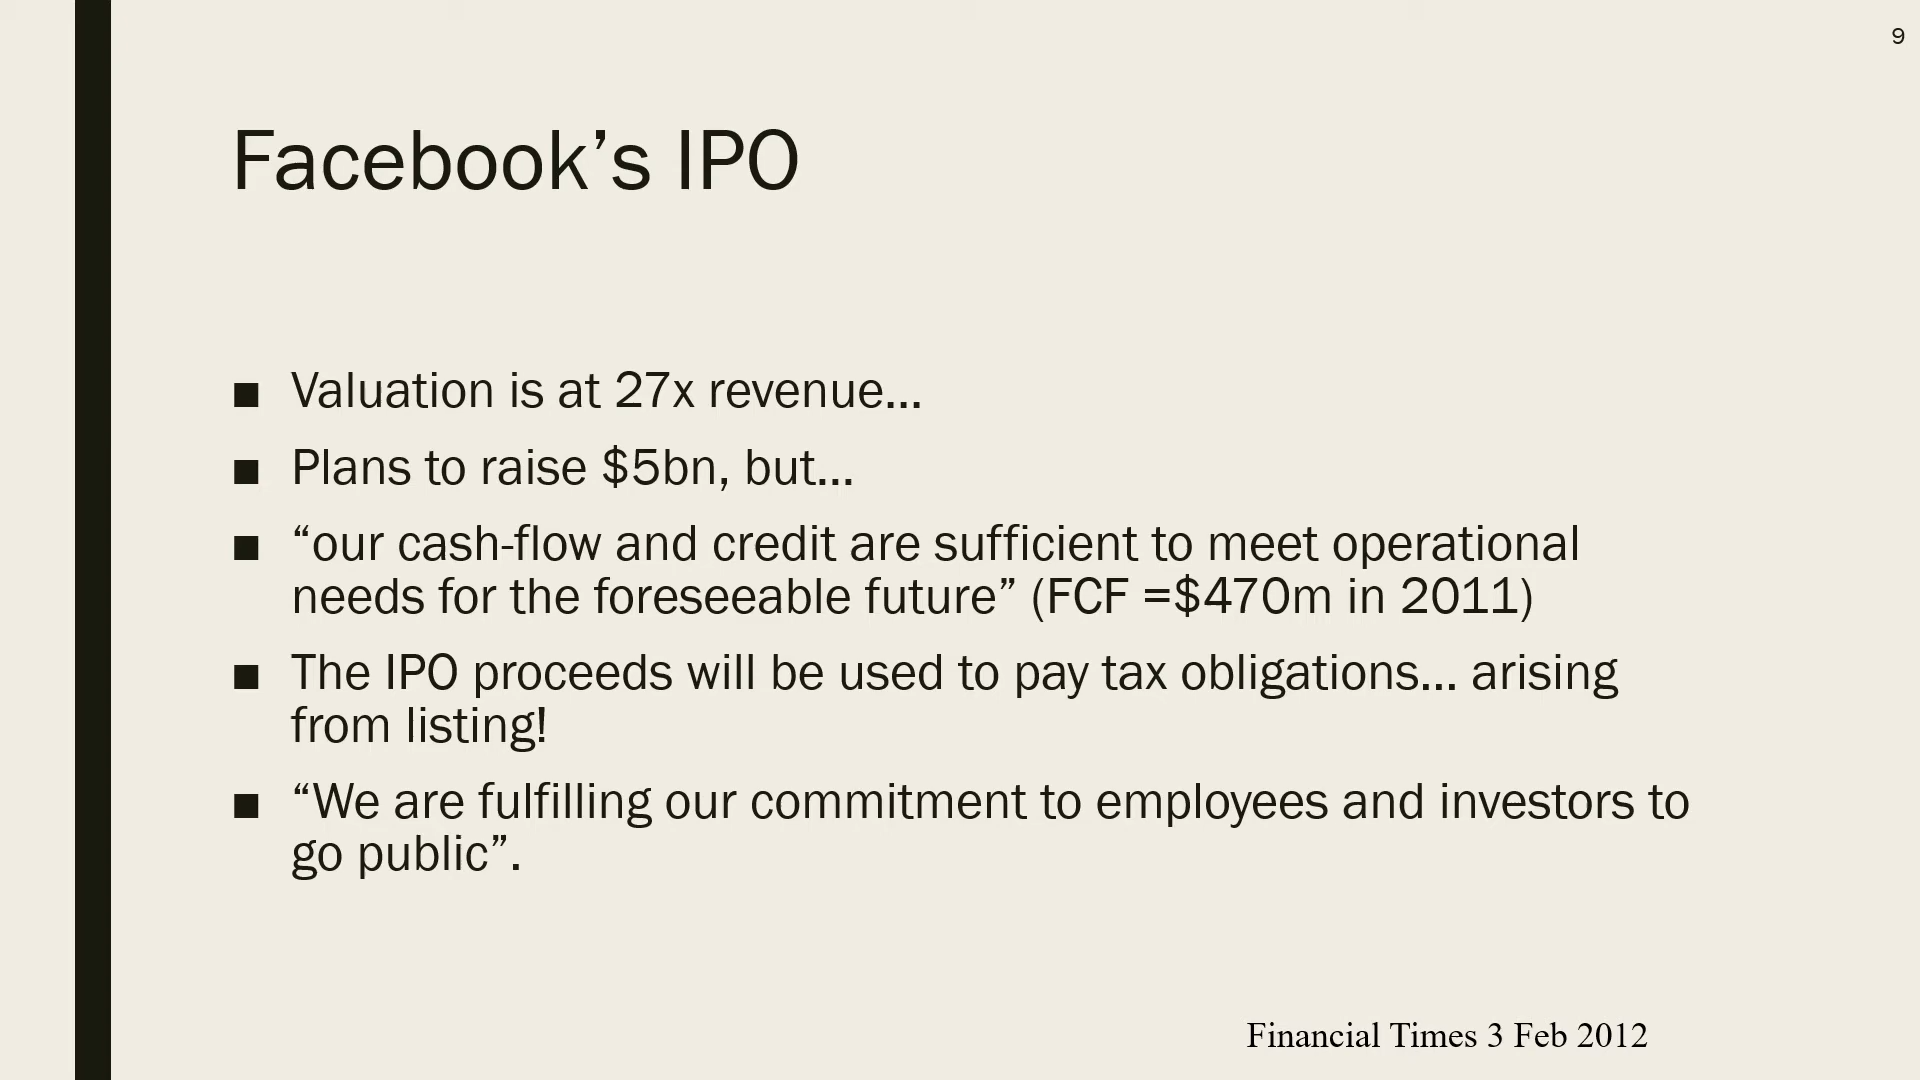 9
Facebook’s IPO
■ Valuation is at 27x revenue...
■ Plans to raise $5bn, but...
■ “our cash-flow and credit are sufficient to meet operational
needs for the foreseeable future” (FCF =$470m in 2011)
■ The IPO proceeds will be used to pay tax obligations... arising
from listing!
■ “We are fulfilling our commitment to employees and investors to
go public”.
Financial Times 3 Feb 2012